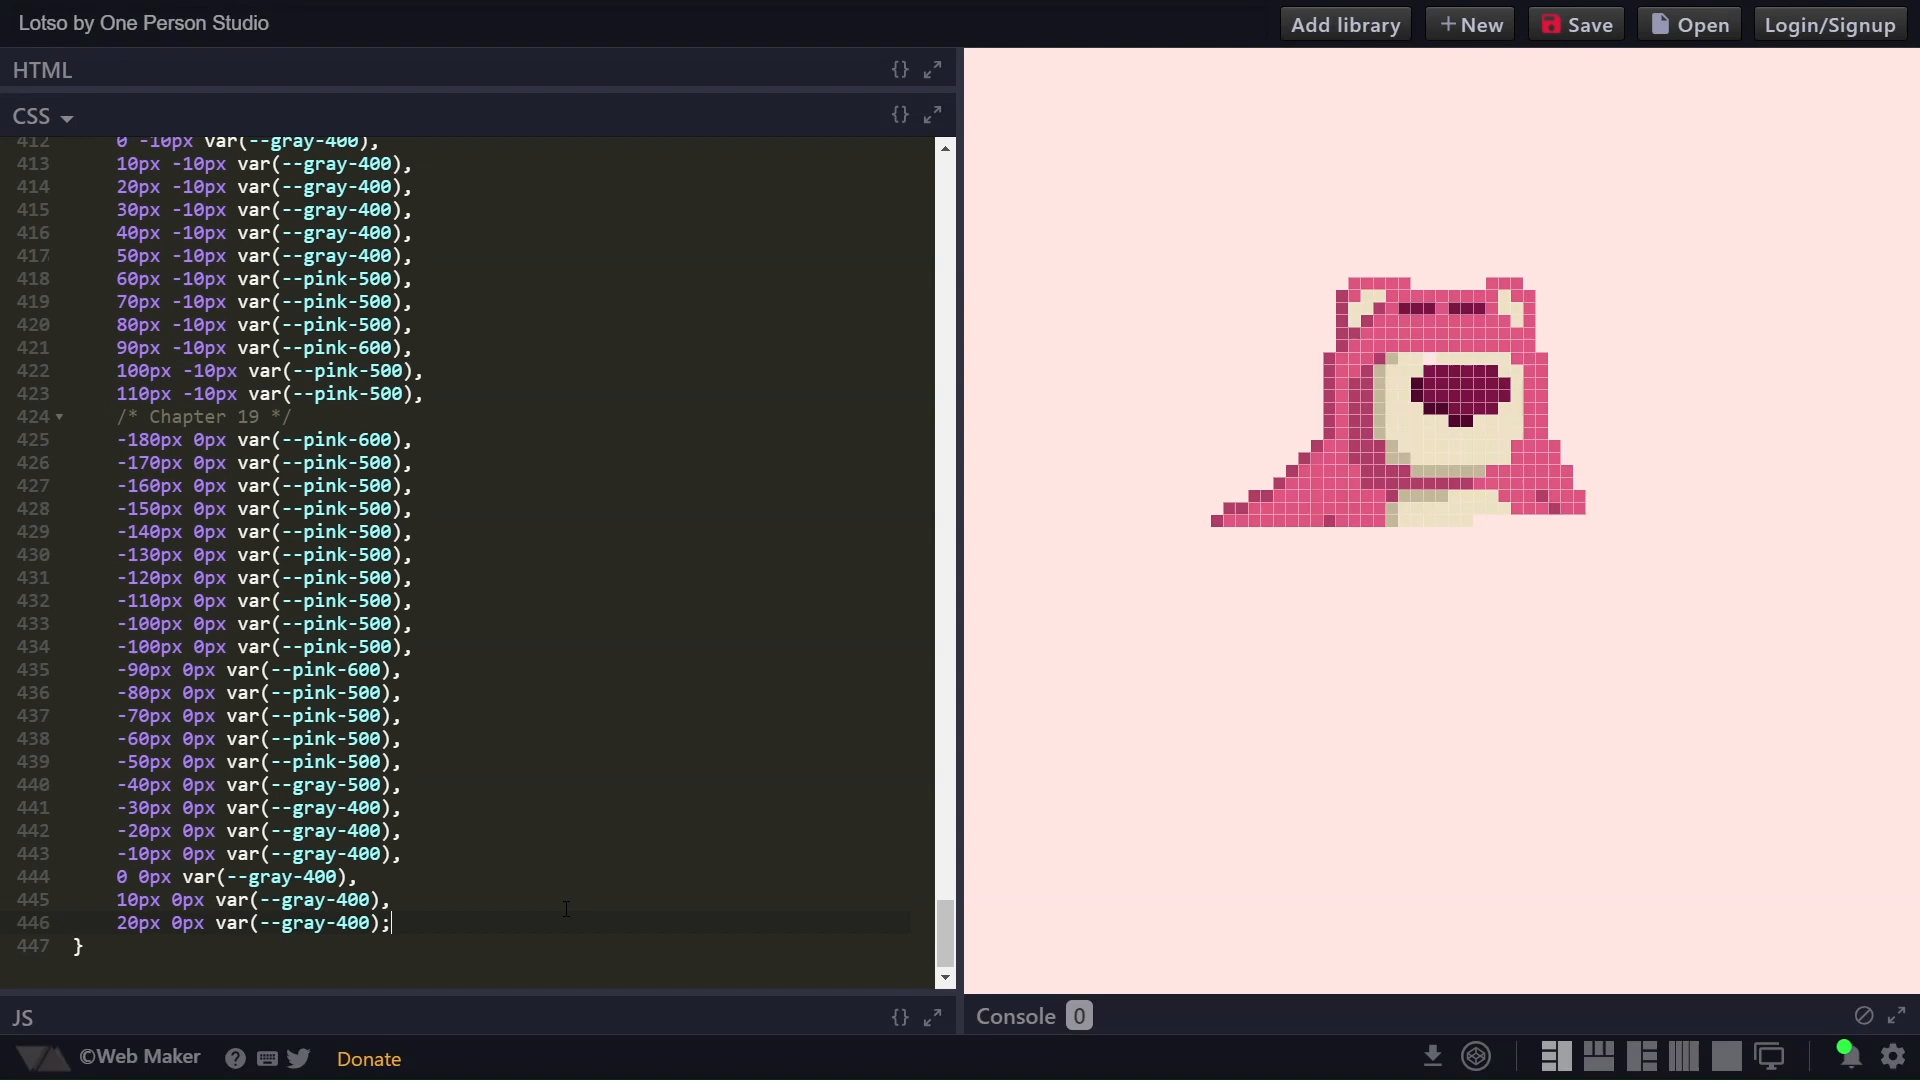 Lotso by One Person Studio
Add library
+ New
Save
Open
Login/Signup
HTML
{}
CSS
{}
412 0 -10px var(--gray-400),
413 10px -10px var(--gray-400),
414 20px -10px var(--gray-400),
415 30px -10px var(--gray-400),
416 40px -10px var(--gray-400),
417 50px -10px var(--gray-400),
418 60px -10px var(--pink-500),
419 70px -10px var(--pink-500),
420 80px -10px var(--pink-500),
421 90px -10px var(--pink-600),
422 100px -10px var(--pink-500),
423 110px -10px var(--pink-500),
424 /* Chapter 19 */
425 -180px 0px var(--pink-600),
426 -170px 0px var(--pink-500),
427 -160px 0px var(--pink-500),
428 -150px 0px var(--pink-500),
429 -140px 0px var(--pink-500),
430 -130px 0px var(--pink-500),
431 -120px 0px var(--pink-500),
432 -110px 0px var(--pink-500),
433 -100px 0px var(--pink-500),
434 -100px 0px var(--pink-500),
435 -90px 0px var(--pink-600),
436 -80px 0px var(--pink-500),
437 -70px 0px var(--pink-500),
438 -60px 0px var(--pink-500),
439 -50px 0px var(--pink-500),
440 -40px 0px var(--gray-500),
441 -30px 0px var(--gray-400),
442 -20px 0px var(--gray-400),
443 -10px 0px var(--gray-400),
444 0 0px var(--gray-400),
445 10px 0px var(--gray-400),
446 20px 0px var(--gray-400);
447 }
JS
{}
Console 0
©Web Maker
?
Donate